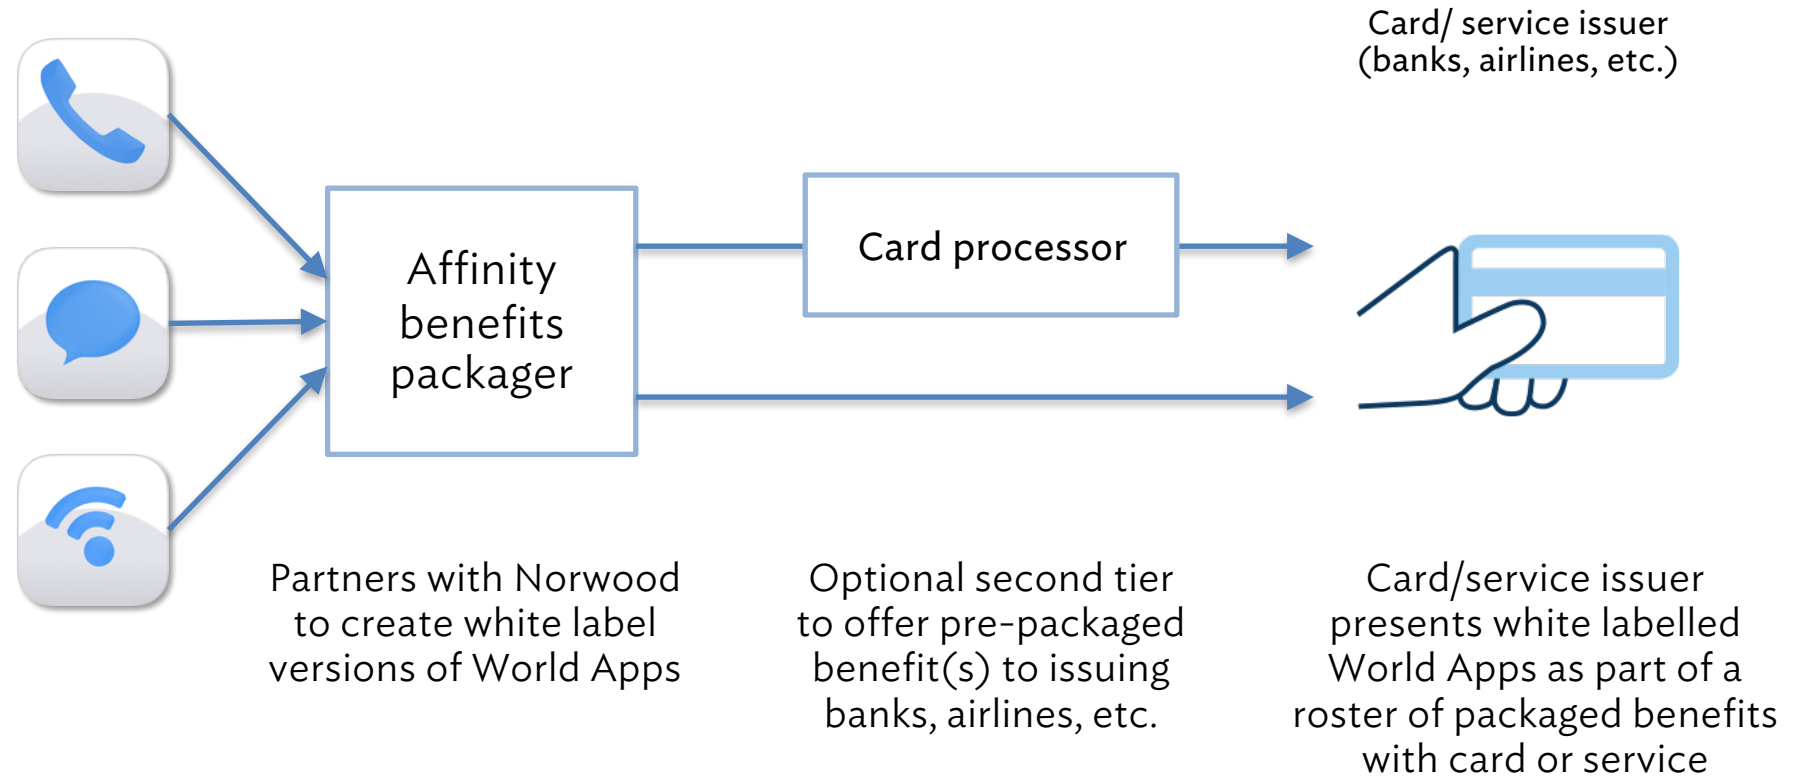 Card/ service issuer
(banks, airlines, etc.)
Affinity
benefits
packager
Card processor
Partners with Norwood
to create white label
versions of World Apps
Optional second tier
to offer pre-packaged
benefit(s) to issuing
banks, airlines, etc.
Card/service issuer
presents white labelled
World Apps as part of a
roster of packaged benefits
with card or service